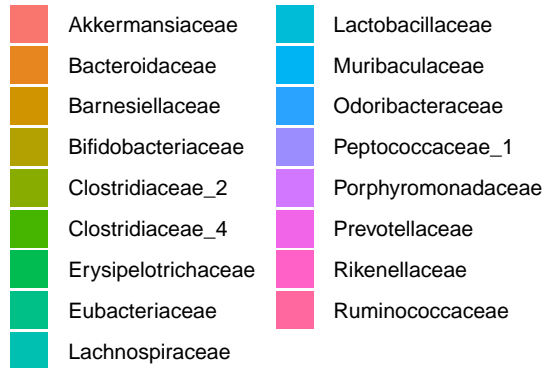 Akkermansiaceae
Bacteroidaceae
Barnesiellaceae
Bifidobacteriaceae
Clostridiaceae_2
Clostridiaceae_4
Erysipelotrichaceae
Eubacteriaceae
Lachnospiraceae
Lactobacillaceae
Muribaculaceae
Odoribacteraceae
Peptococcaceae_1
Porphyromonadaceae
Prevotellaceae
Rikenellaceae
Ruminococcaceae